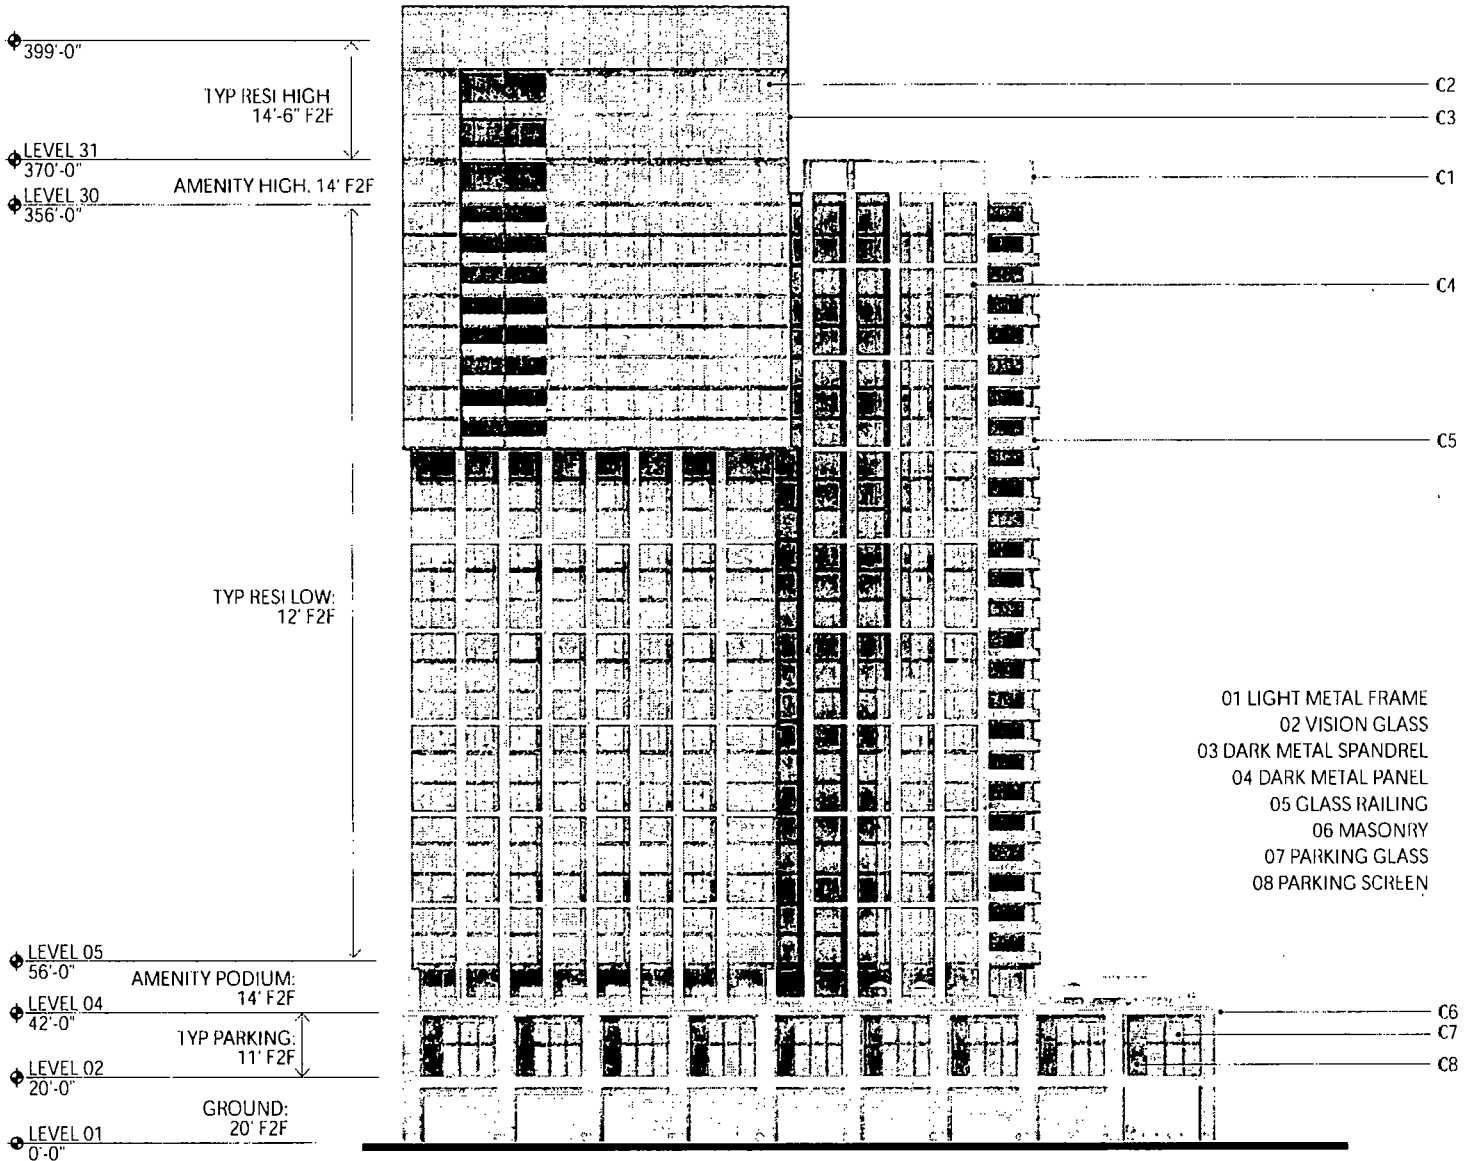 399'-0"
TYP RESI HIGH
14'-6" F2F
LEVEL 31
370'-0"
AMENITY HIGH. 14' F2F
LEVEL 30
356'-0"
TYP RESI LOW:
12' F2F
LEVEL 05
56'-0"
AMENITY PODIUM:
14' F2F
LEVEL 04
42'-0"
TYP PARKING:
11' F2F
LEVEL 02
20'-0"
GROUND:
20' F2F
LEVEL 01
0'-0"
C2
C3
C1
C4
C5
01 LIGHT METAL FRAME
02 VISION GLASS
03 DARK METAL SPANDREL
04 DARK METAL PANEL
05 GLASS RAILING
06 MASONRY
07 PARKING GLASS
08 PARKING SCREEN
C6
C7
C8